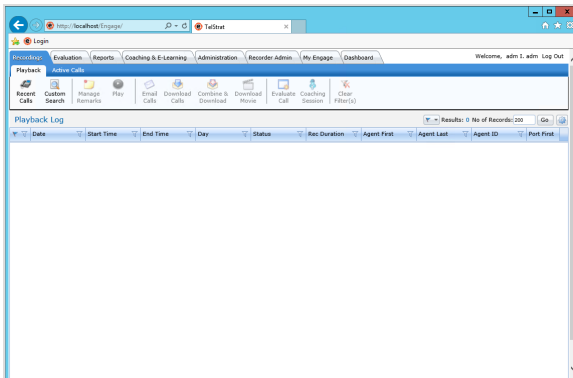 http://localhost/Engage/
TelStrat
Login
Recordings Evaluation Reports Coaching & E-Learning Administration Recorder Admin My Engage Dashboard Welcome, adm I. adm Log Out
Playback Active Calls
Recent Calls Custom Search Manage Remarks Play Email Calls Download Calls Combine & Download Download Movie Evaluate Call Coaching Session Clear Filter(s)
Playback Log Results: 0 No of Records: 200 Go
Date Start Time End Time Day Status Rec Duration Agent First Agent Last Agent ID Port First